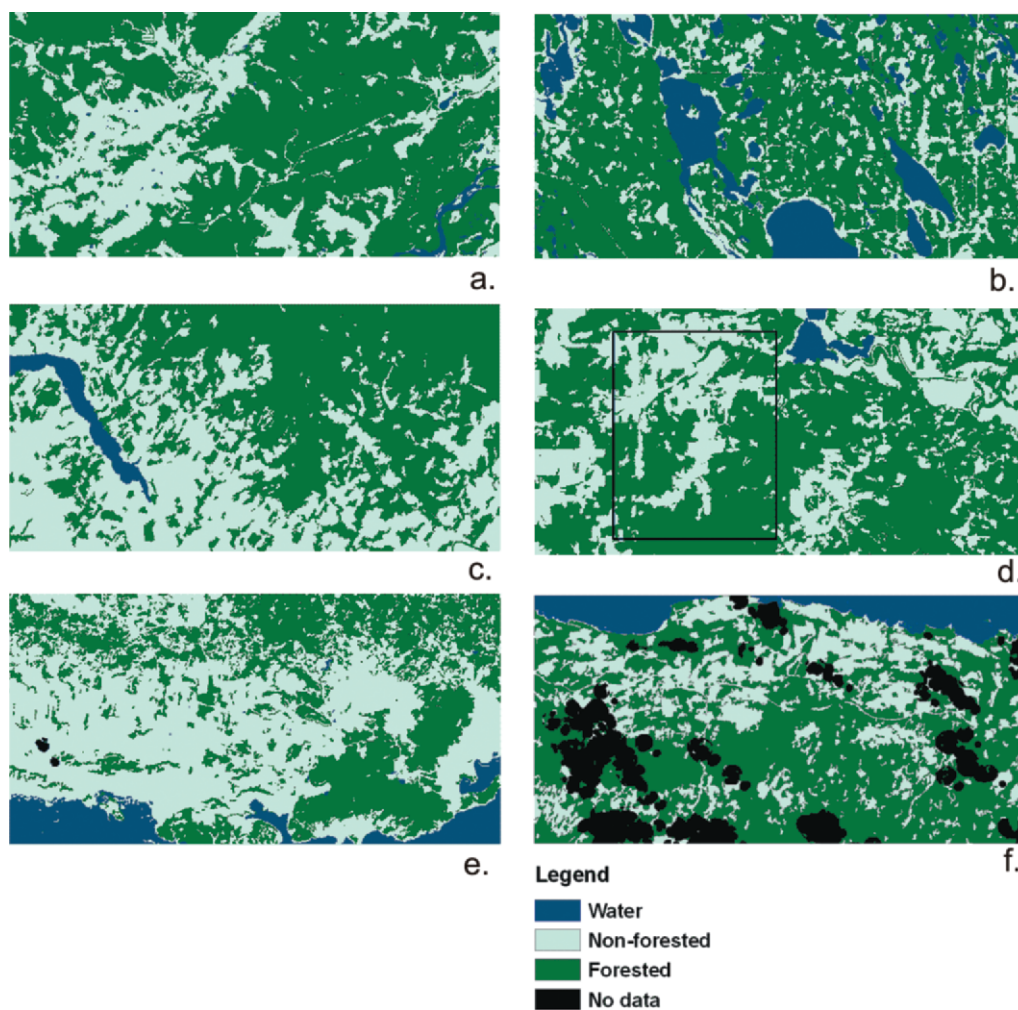 a.
b.
c.
d.
e.
f.
Legend
Water
Non-forested
Forested
No data